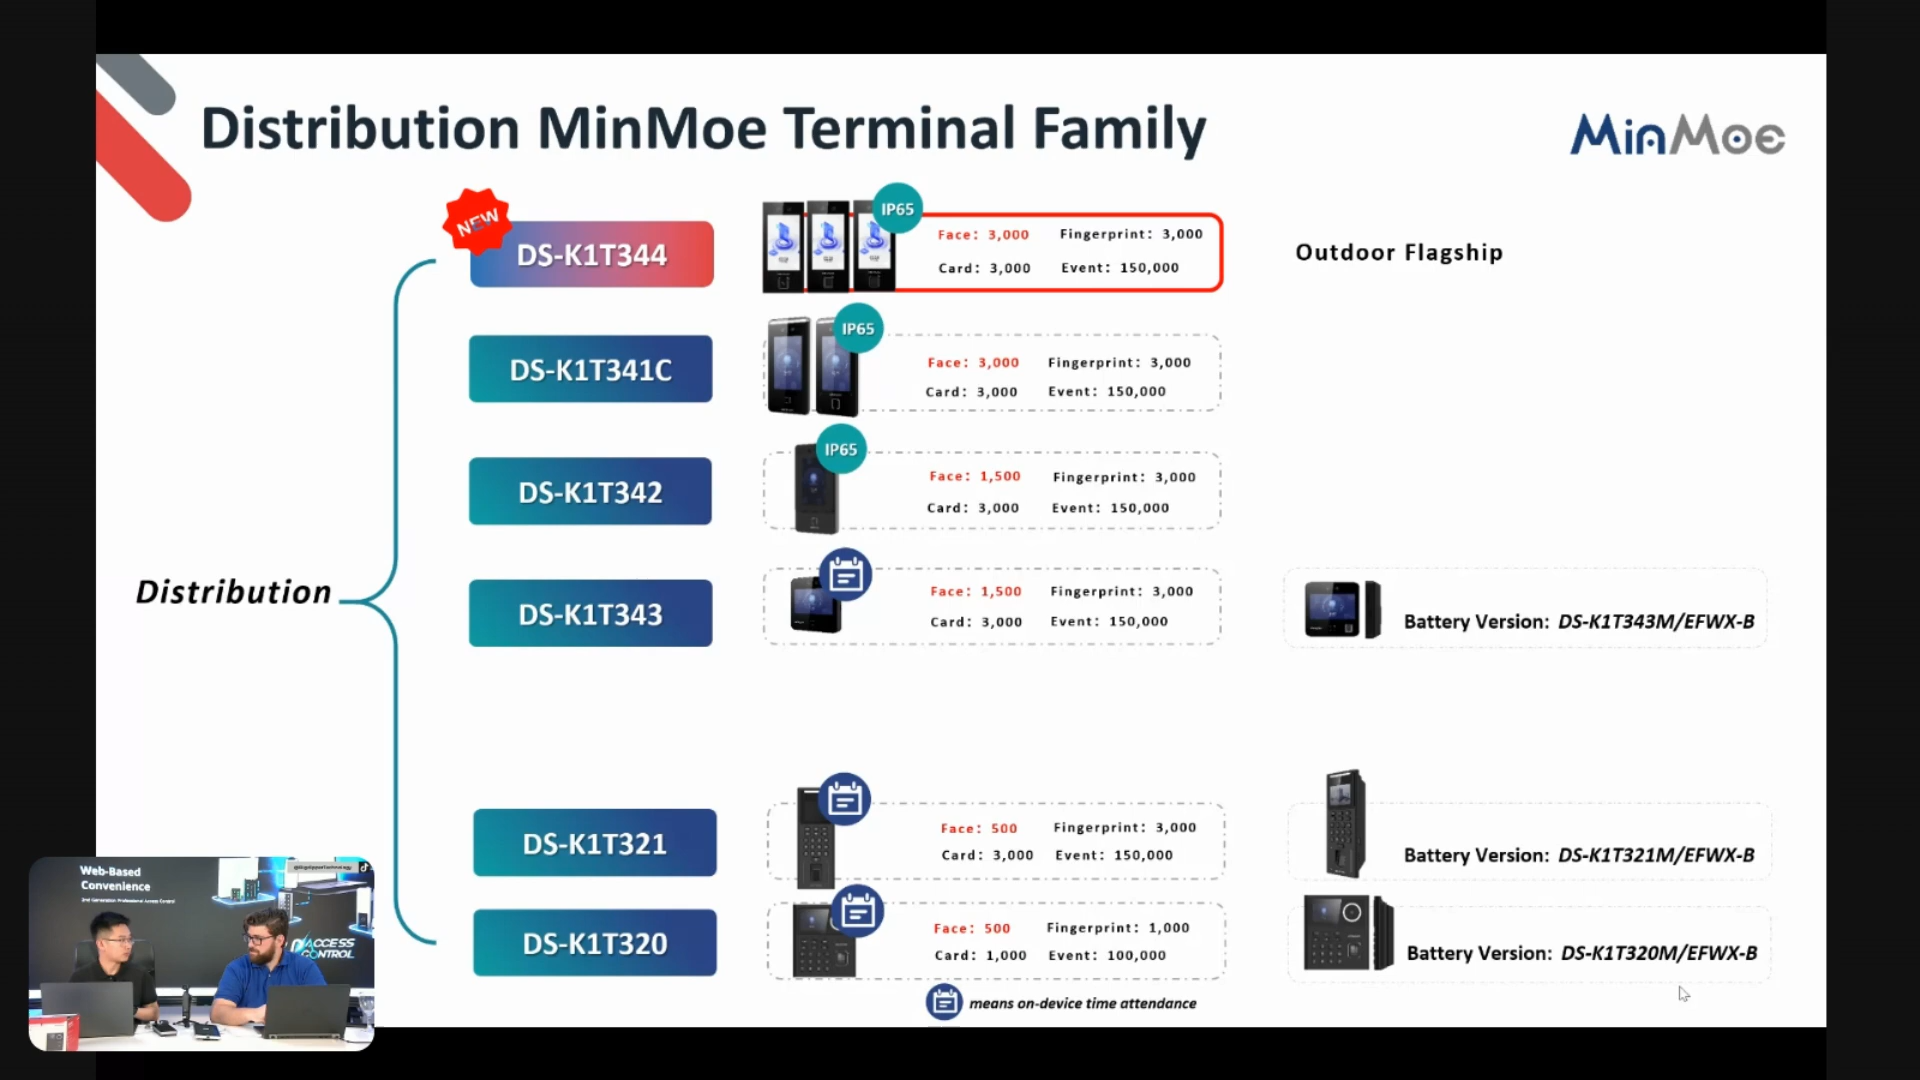 Distribution MinMoe Terminal Family
MinMoe
NEW
DS-K1T344
IP65
Face: 3,000 Fingerprint: 3,000
Card: 3,000 Event: 150,000
Outdoor Flagship
DS-K1T341C
IP65
Face: 3,000 Fingerprint: 3,000
Card: 3,000 Event: 150,000
DS-K1T342
IP65
Face: 1,500 Fingerprint: 3,000
Card: 3,000 Event: 150,000
Distribution
DS-K1T343
Face: 1,500 Fingerprint: 3,000
Card: 3,000 Event: 150,000
Battery Version: DS-K1T343M/EFWX-B
DS-K1T321
Face: 500 Fingerprint: 3,000
Card: 3,000 Event: 150,000
Battery Version: DS-K1T321M/EFWX-B
DS-K1T320
Face: 500 Fingerprint: 1,000
Card: 1,000 Event: 100,000
Battery Version: DS-K1T320M/EFWX-B
means on-device time attendance
Web-Based
Convenience
2nd Generation Professional Access Control
ACCESS
CONTROL